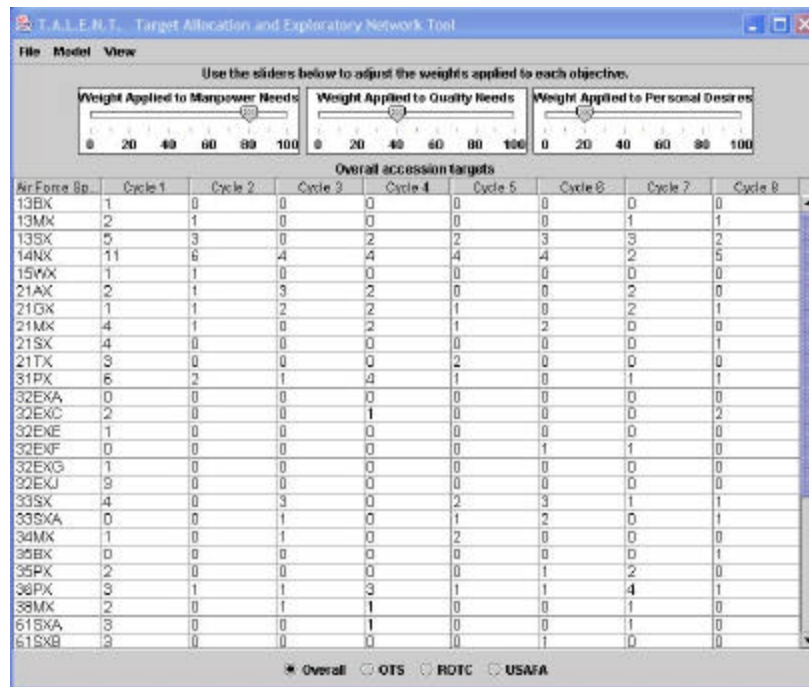 T.A.L.E.N.T. Target Allocation and Exploratory Network Tool
File Model View
Use the sliders below to adjust the weights applied to each objective.
Weight Applied to Manpower Needs Weight Applied to Quality Needs Weight Applied to Personal Desires
0 20 40 60 80 100 0 20 40 60 80 100 0 20 40 60 80 100
Overall accession targets
Air Force Sp... Cycle 1 Cycle 2 Cycle 3 Cycle 4 Cycle 5 Cycle 6 Cycle 7 Cycle 8
13BX 1 0 0 0 0 0 0 0
13MX 2 1 0 0 0 0 1 1
13SX 5 3 0 2 2 3 3 2
14NX 11 6 4 4 4 4 2 5
15WX 1 1 0 0 0 0 0 0
21AX 2 1 3 2 0 0 2 0
21GX 1 1 2 2 1 0 2 1
21MX 4 1 0 2 1 2 0 0
21SX 4 0 0 0 0 0 0 1
21TX 3 0 0 0 2 0 0 0
31PX 6 2 1 4 1 0 1 1
32EXA 0 0 0 0 0 0 0 0
32EXC 2 0 0 1 0 0 0 2
32EXE 1 0 0 0 0 0 0 0
32EXF 0 0 0 0 0 1 1 0
32EXG 1 0 0 0 0 0 0 0
32EXJ 3 0 0 0 0 0 0 0
33SX 4 0 3 0 2 3 1 1
33SXA 0 0 1 0 1 2 0 1
34MX 1 0 1 0 2 0 0 0
35BX 0 0 0 0 0 0 0 1
35PX 2 0 0 0 0 1 2 0
36PX 3 1 1 3 1 1 4 1
38MX 2 0 1 1 0 0 1 0
61SXA 3 0 0 1 0 0 1 0
61SXB 3 0 0 0 0 1 0 0
Overall OTS ROTC USAFA